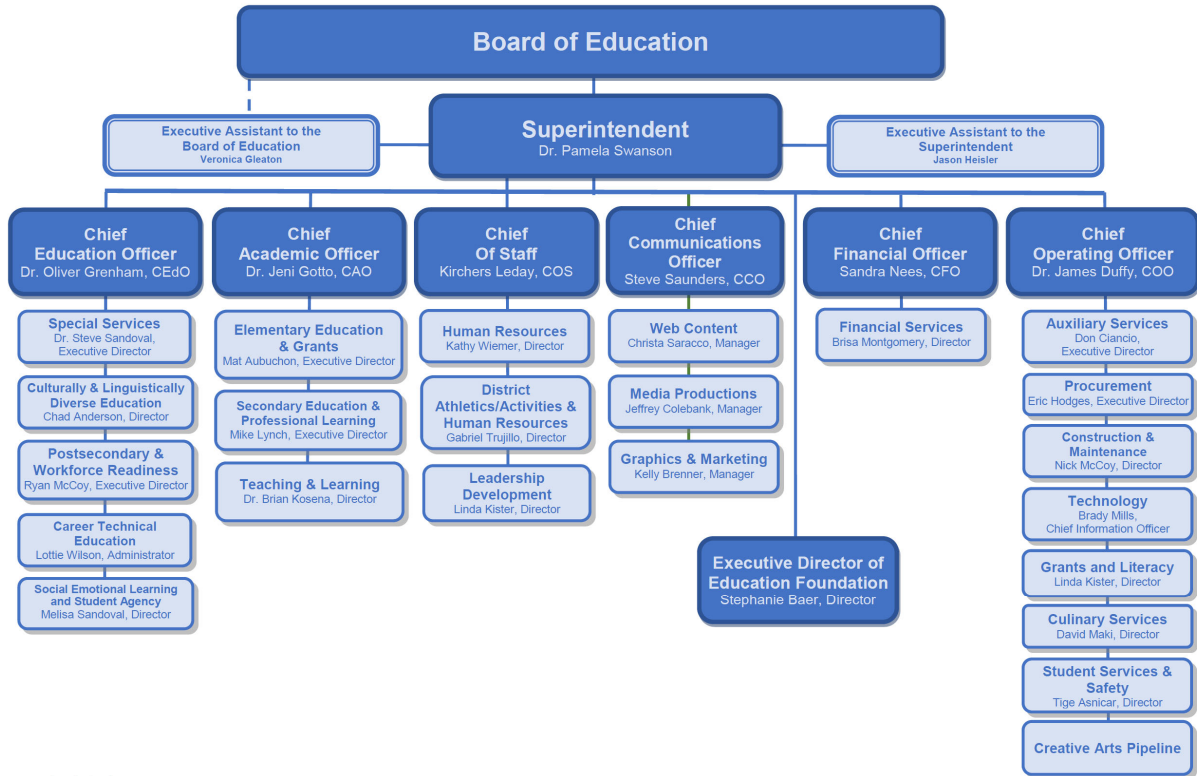 Board of Education
Superintendent
Dr. Pamela Swanson
Executive Assistant to the
Board of Education
Veronica Gleaton
Executive Assistant to the
Superintendent
Jason Heisler
Chief
Education Officer
Dr. Oliver Grenham, CEdO
Special Services
Dr. Steve Sandoval,
Executive Director
Culturally & Linguistically
Diverse Education
Chad Anderson, Director
Postsecondary &
Workforce Readiness
Ryan McCoy, Executive Director
Career Technical
Education
Lottie Wilson, Administrator
Social Emotional Learning
and Student Agency
Melisa Sandoval, Director
Chief
Academic Officer
Dr. Jeni Gotto, CAO
Elementary Education
& Grants
Mat Aubuchon, Executive Director
Secondary Education &
Professional Learning
Mike Lynch, Executive Director
Teaching & Learning
Dr. Brian Kosena, Director
Chief
Of Staff
Kirchers Leday, COS
Human Resources
Kathy Wiemer, Director
District
Athletics/Activities &
Human Resources
Gabriel Trujillo, Director
Leadership
Development
Linda Kister, Director
Chief
Communications
Officer
Steve Saunders, CCO
Web Content
Christa Saracco, Manager
Media Productions
Jeffrey Colebank, Manager
Graphics & Marketing
Kelly Brenner, Manager
Executive Director of
Education Foundation
Stephanie Baer, Director
Chief
Financial Officer
Sandra Nees, CFO
Financial Services
Brisa Montgomery, Director
Chief
Operating Officer
Dr. James Duffy, COO
Auxiliary Services
Don Ciancio,
Executive Director
Procurement
Eric Hodges, Executive Director
Construction &
Maintenance
Nick McCoy, Director
Technology
Brady Mills,
Chief Information Officer
Grants and Literacy
Linda Kister, Director
Culinary Services
David Maki, Director
Student Services &
Safety
Tige Asnicar, Director
Creative Arts Pipeline